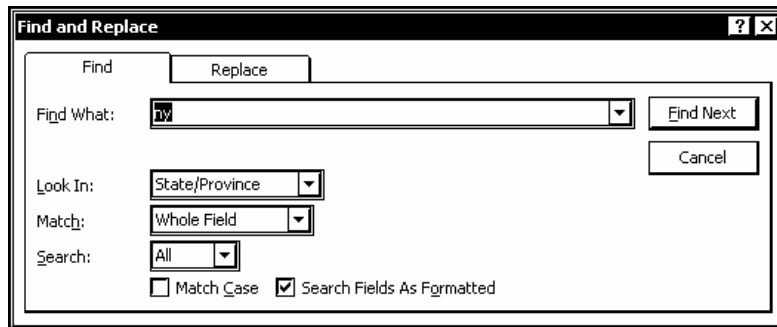 Find and Replace ? X
Find Replace
Find What: ny Find Next
Cancel
Look In: State/Province
Match: Whole Field
Search: All
Match Case Search Fields As Formatted